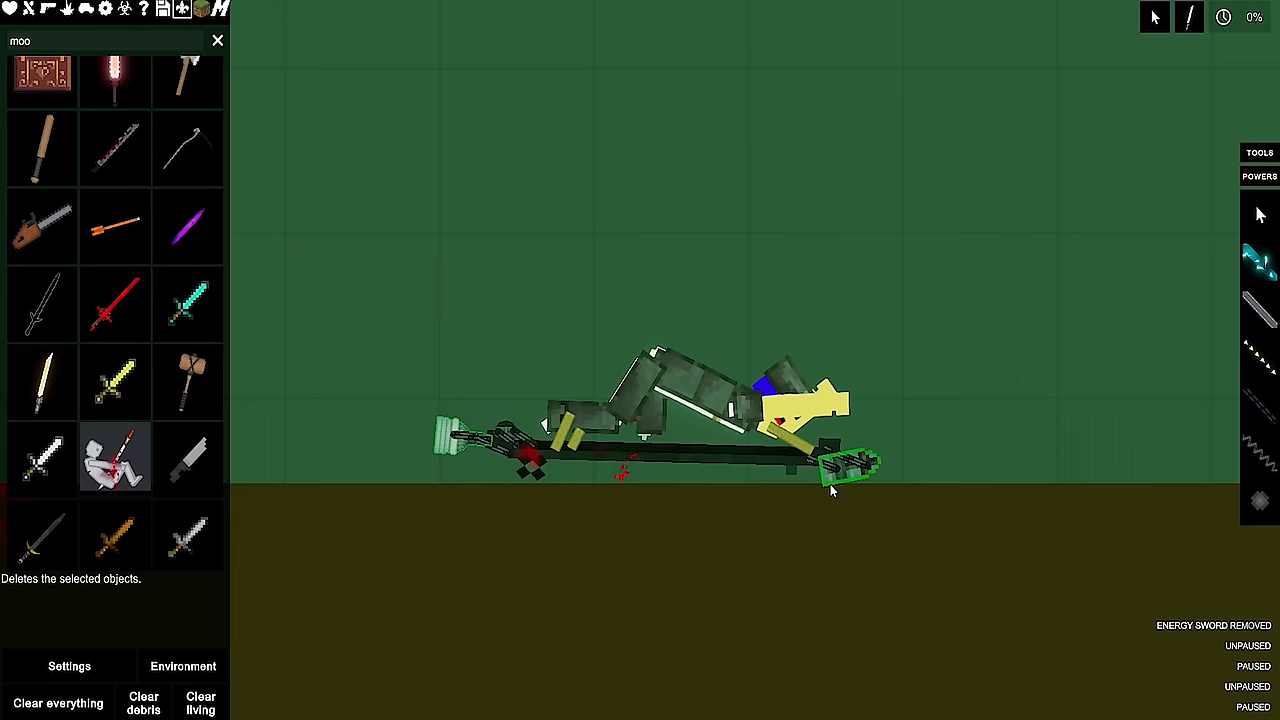 ?
0%
moo
TOOLS
POWERS
Deletes the selected objects.
ENERGY SWORD REMOVED
UNPAUSED
PAUSED
UNPAUSED
PAUSED
Settings
Environment
Clear everything
Clear debris
Clear living